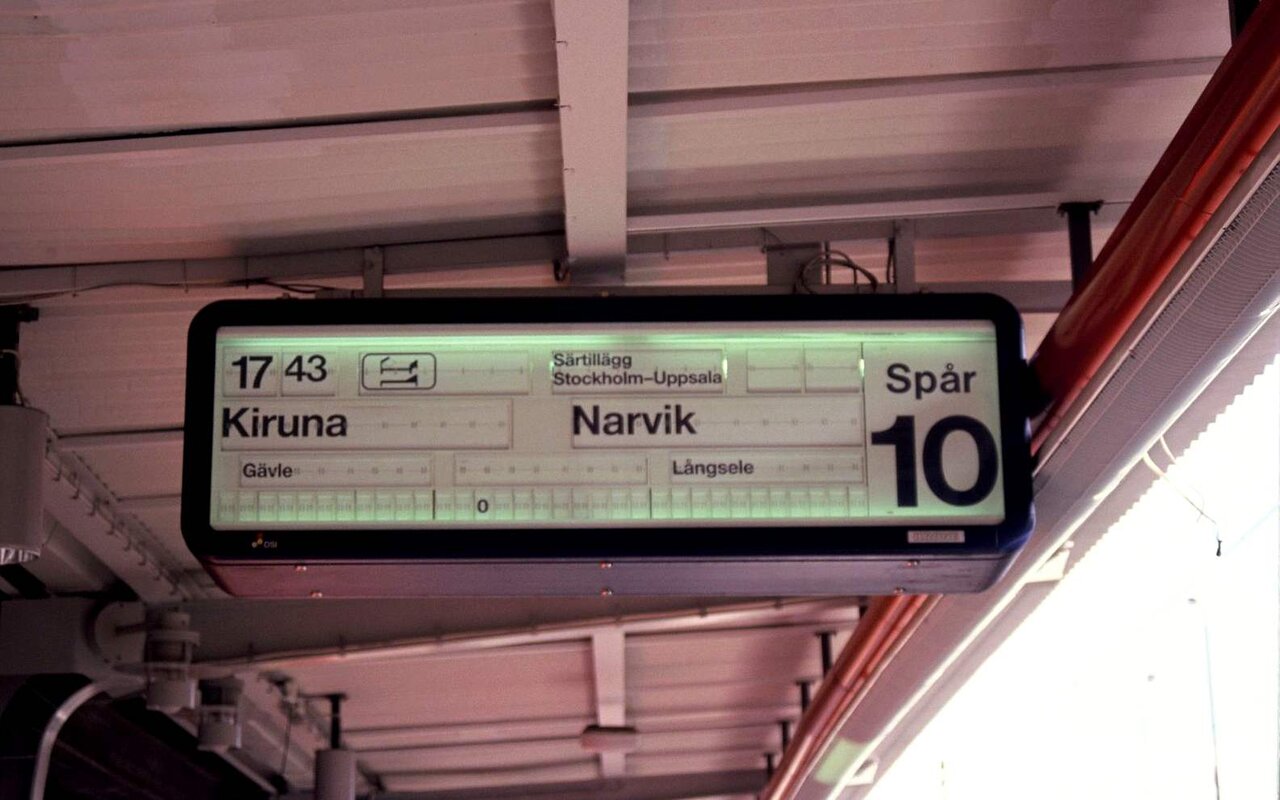 17 43
Särtillägg
Stockholm–Uppsala
Spår
10
Kiruna
Narvik
Gävle
Långsele
0